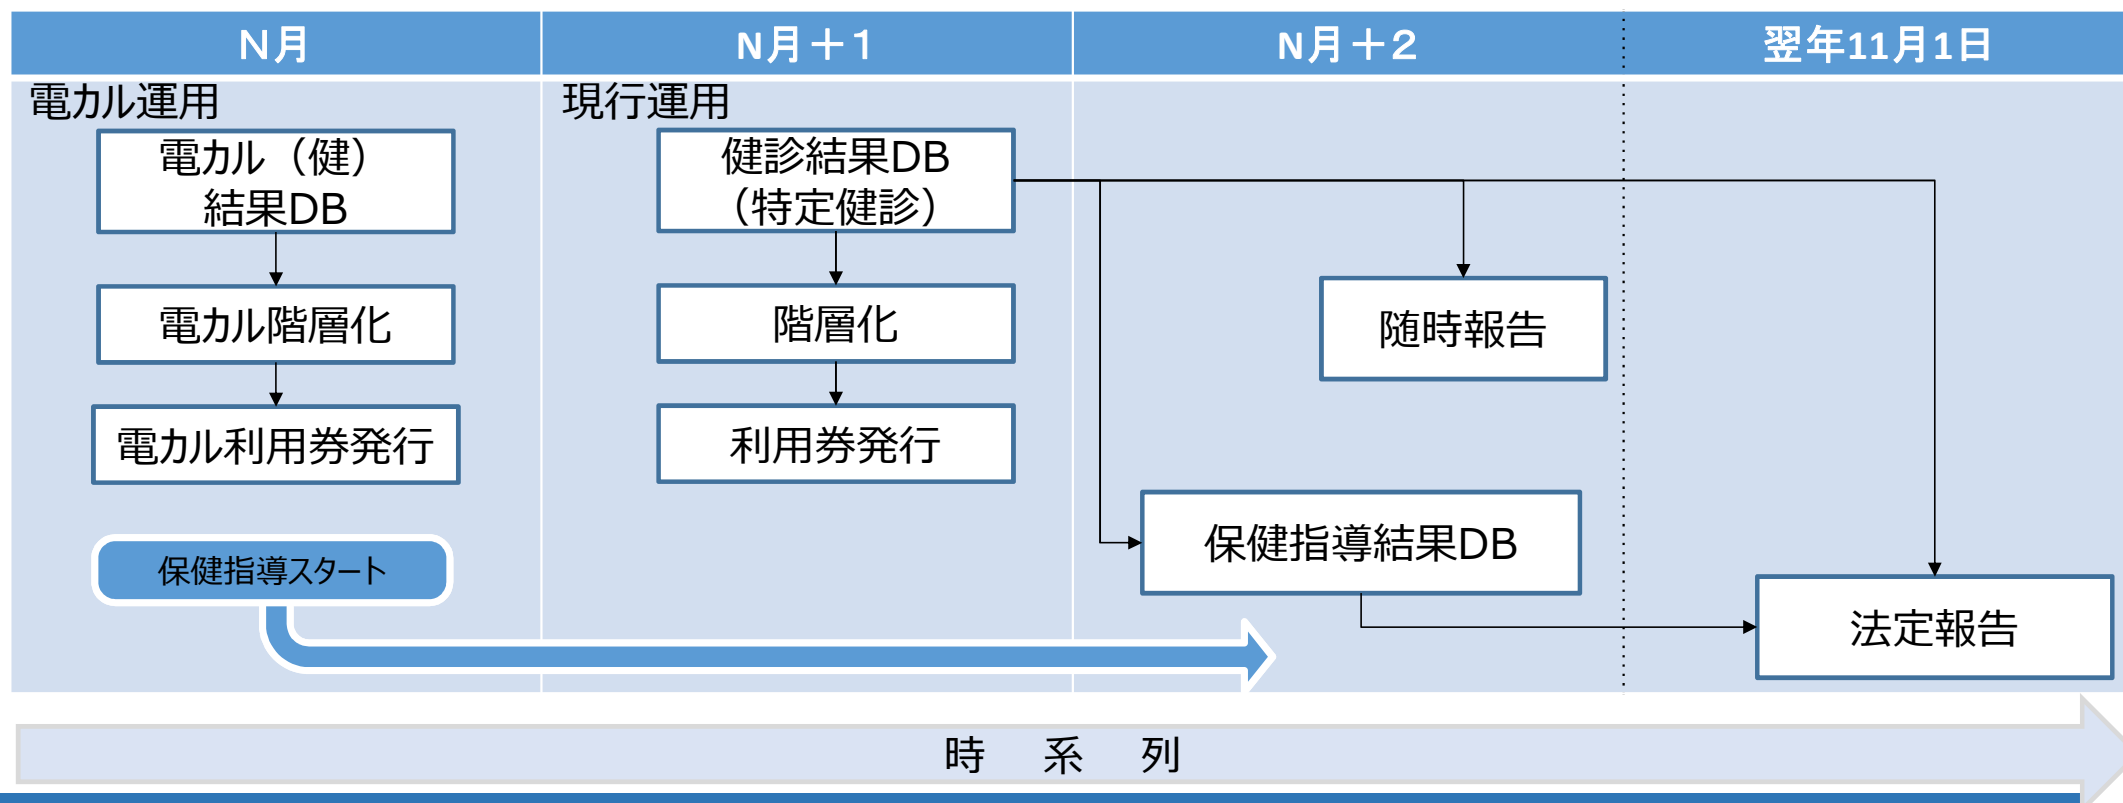 N月
N月＋１
N月＋２
翌年11月1日
電カル運用
現行運用
電カル（健）
結果DB
健診結果DB
（特定健診）
電カル階層化
階層化
随時報告
電カル利用券発行
利用券発行
保健指導結果DB
保健指導スタート
法定報告
時　系　列